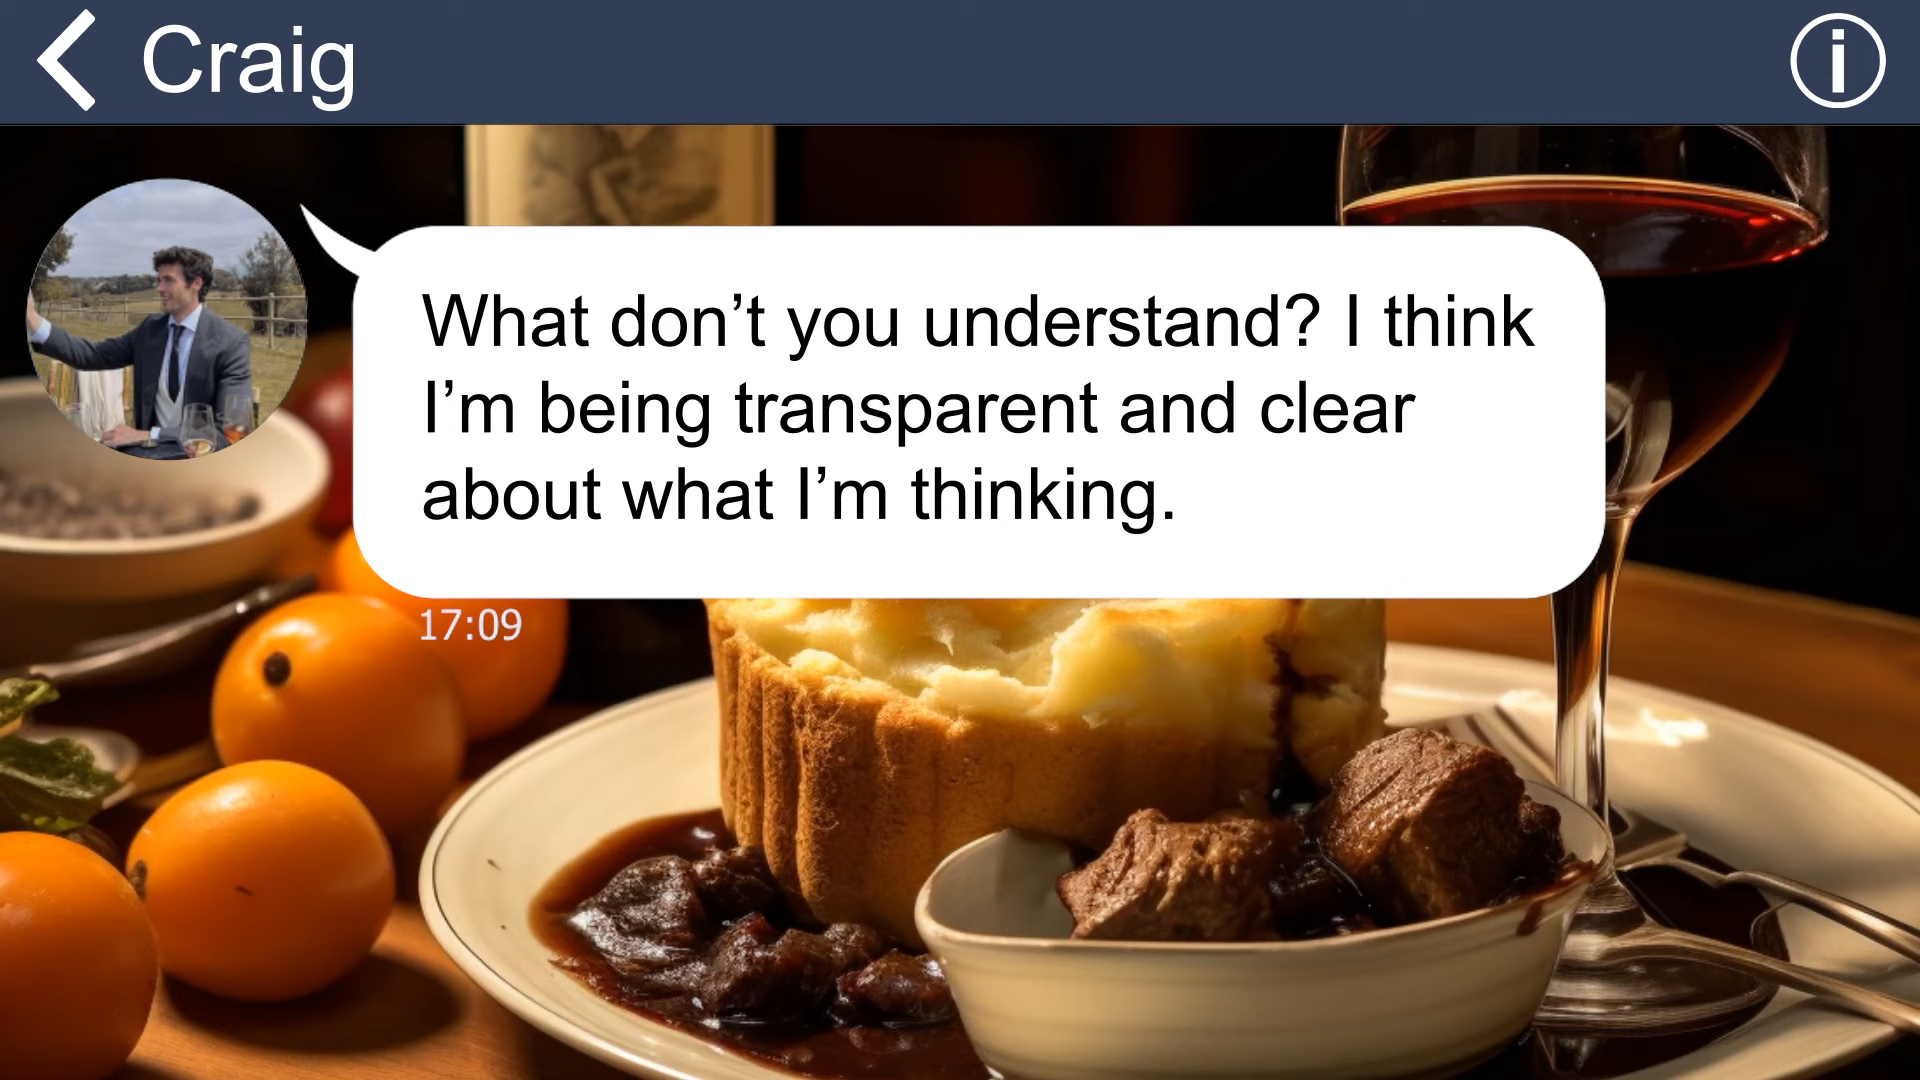 Craig
What don’t you understand? I think
I’m being transparent and clear
about what I’m thinking.
17:09